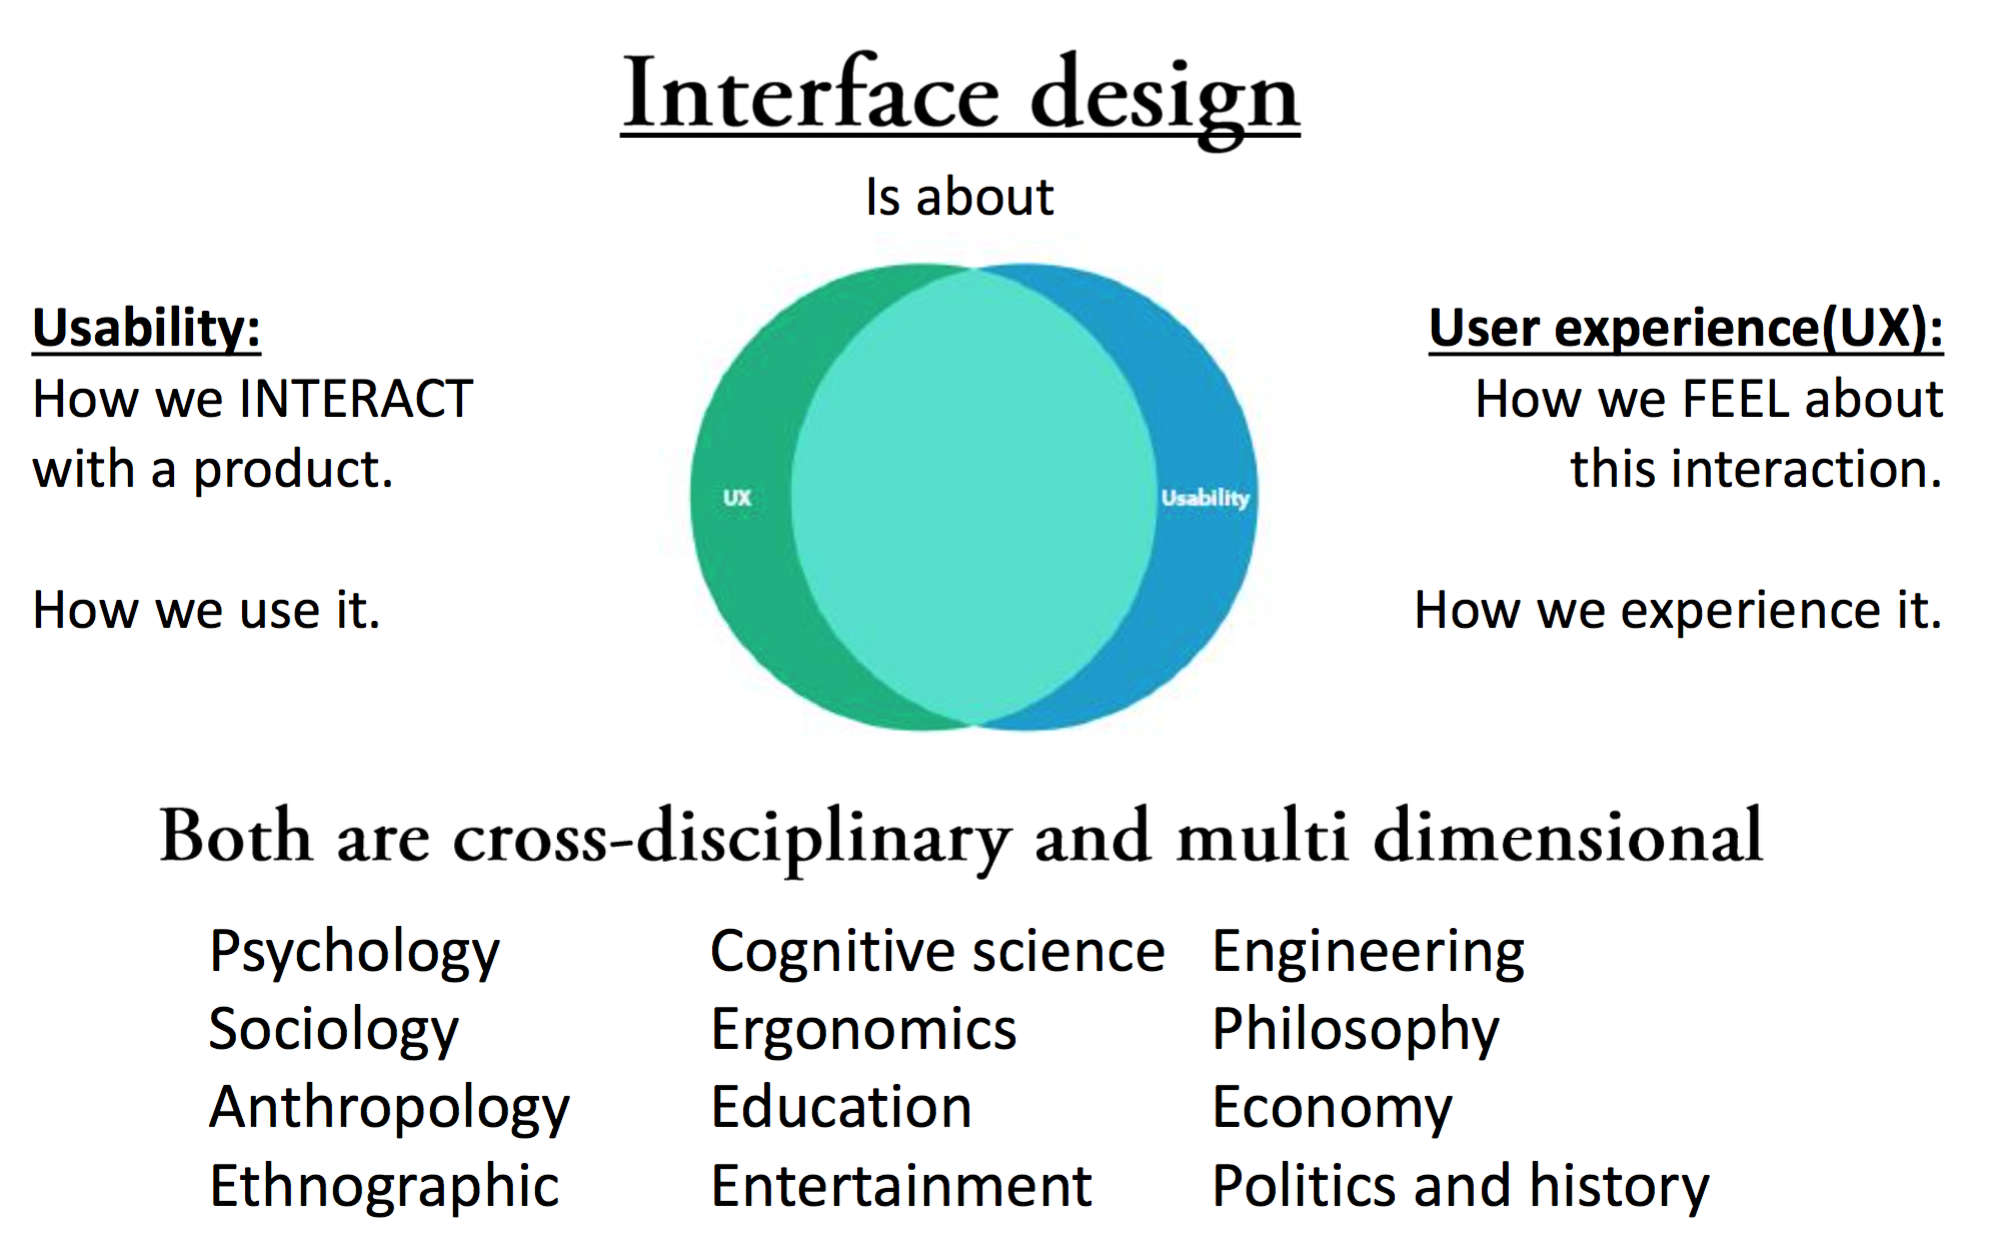 Interface design
Is about
Usability:
How we INTERACT
with a product.
How we use it.
UX
Usability
User experience(UX):
How we FEEL about
this interaction.
How we experience it.
Both are cross-disciplinary and multi dimensional
Psychology
Sociology
Anthropology
Ethnographic
Cognitive science
Ergonomics
Education
Entertainment
Engineering
Philosophy
Economy
Politics and history